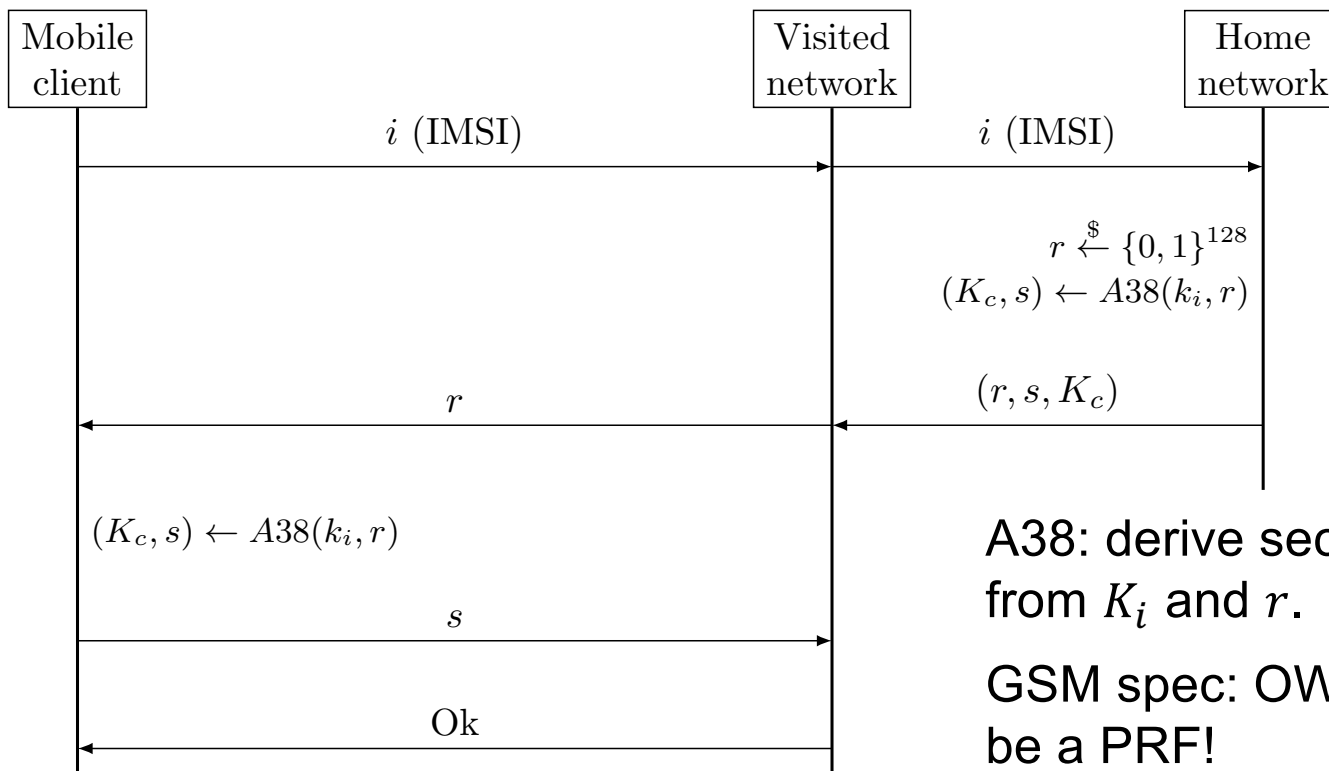 Mobile
client
Visited
network
Home
network
i (IMSI)
i (IMSI)
r $← {0, 1}^128
(K_c, s) ← A38(k_i, r)
(r, s, K_c)
r
(K_c, s) ← A38(k_i, r)
s
Ok
A38: derive sec
from K_i and r.
GSM spec: OW
be a PRF!